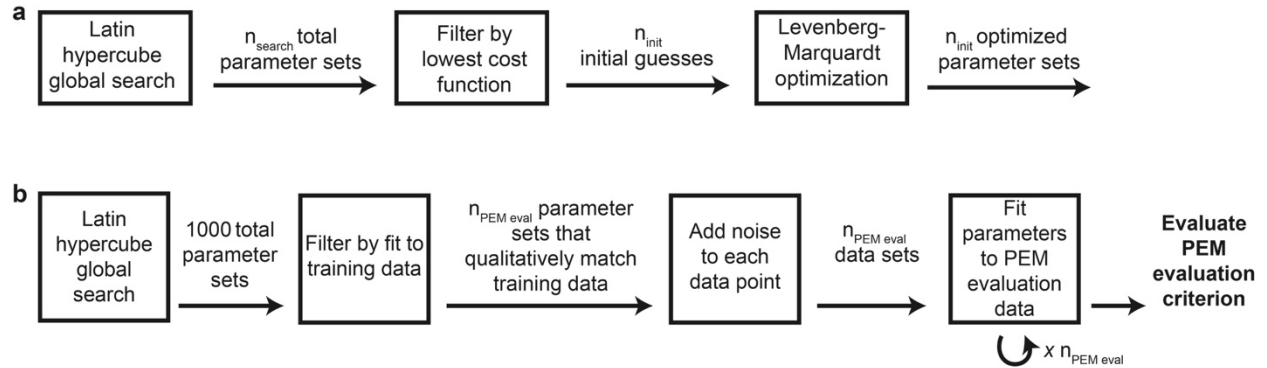 a
Latin
hypercube
global search
n_search total
parameter sets
Filter by
lowest cost
function
n_init
initial guesses
Levenberg-
Marquardt
optimization
n_init optimized
parameter sets
b
Latin
hypercube
global
search
1000 total
parameter
sets
Filter by fit to
training data
n_PEM eval parameter
sets that
qualitatively match
training data
Add noise
to each
data point
n_PEM eval
data sets
Fit
parameters
to PEM
evaluation
data
x n_PEM eval
Evaluate
PEM
evaluation
criterion